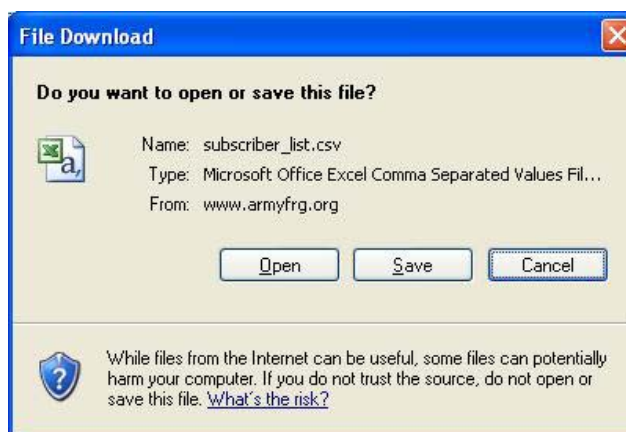 File Download
Do you want to open or save this file?
a,
Name: subscriber_list.csv
Type: Microsoft Office Excel Comma Separated Values Fil...
From: www.armyfrg.org
Open Save Cancel
While files from the Internet can be useful, some files can potentially
harm your computer. If you do not trust the source, do not open or
save this file. What's the risk?